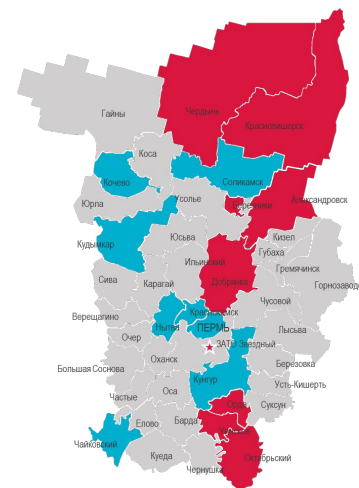 Гайны
Чердынь
Красновишерск
Коса
Кочево
Соликамск
Юрла
Усолье
Березники
Александровск
Кудымкар
Юсьва
Кизел
Ильинский
Губаха
Гремячинск
Сива
Карагай
Добрянка
Горнозаводск
Чусовой
Верещагино
Краснокамск
Нытва
ПЕРМЬ
Лысьва
Очер
ЗАТО Звездный
Оханск
Березовка
Большая Соснова
Кунгур
Усть-Кишерть
Частые
Оса
Орда
Суксун
Елово
Барда
Уинское
Чайковский
Куеда
Октябрьский
Чернушка